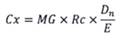 Cx = MG × Rc × Dn/E